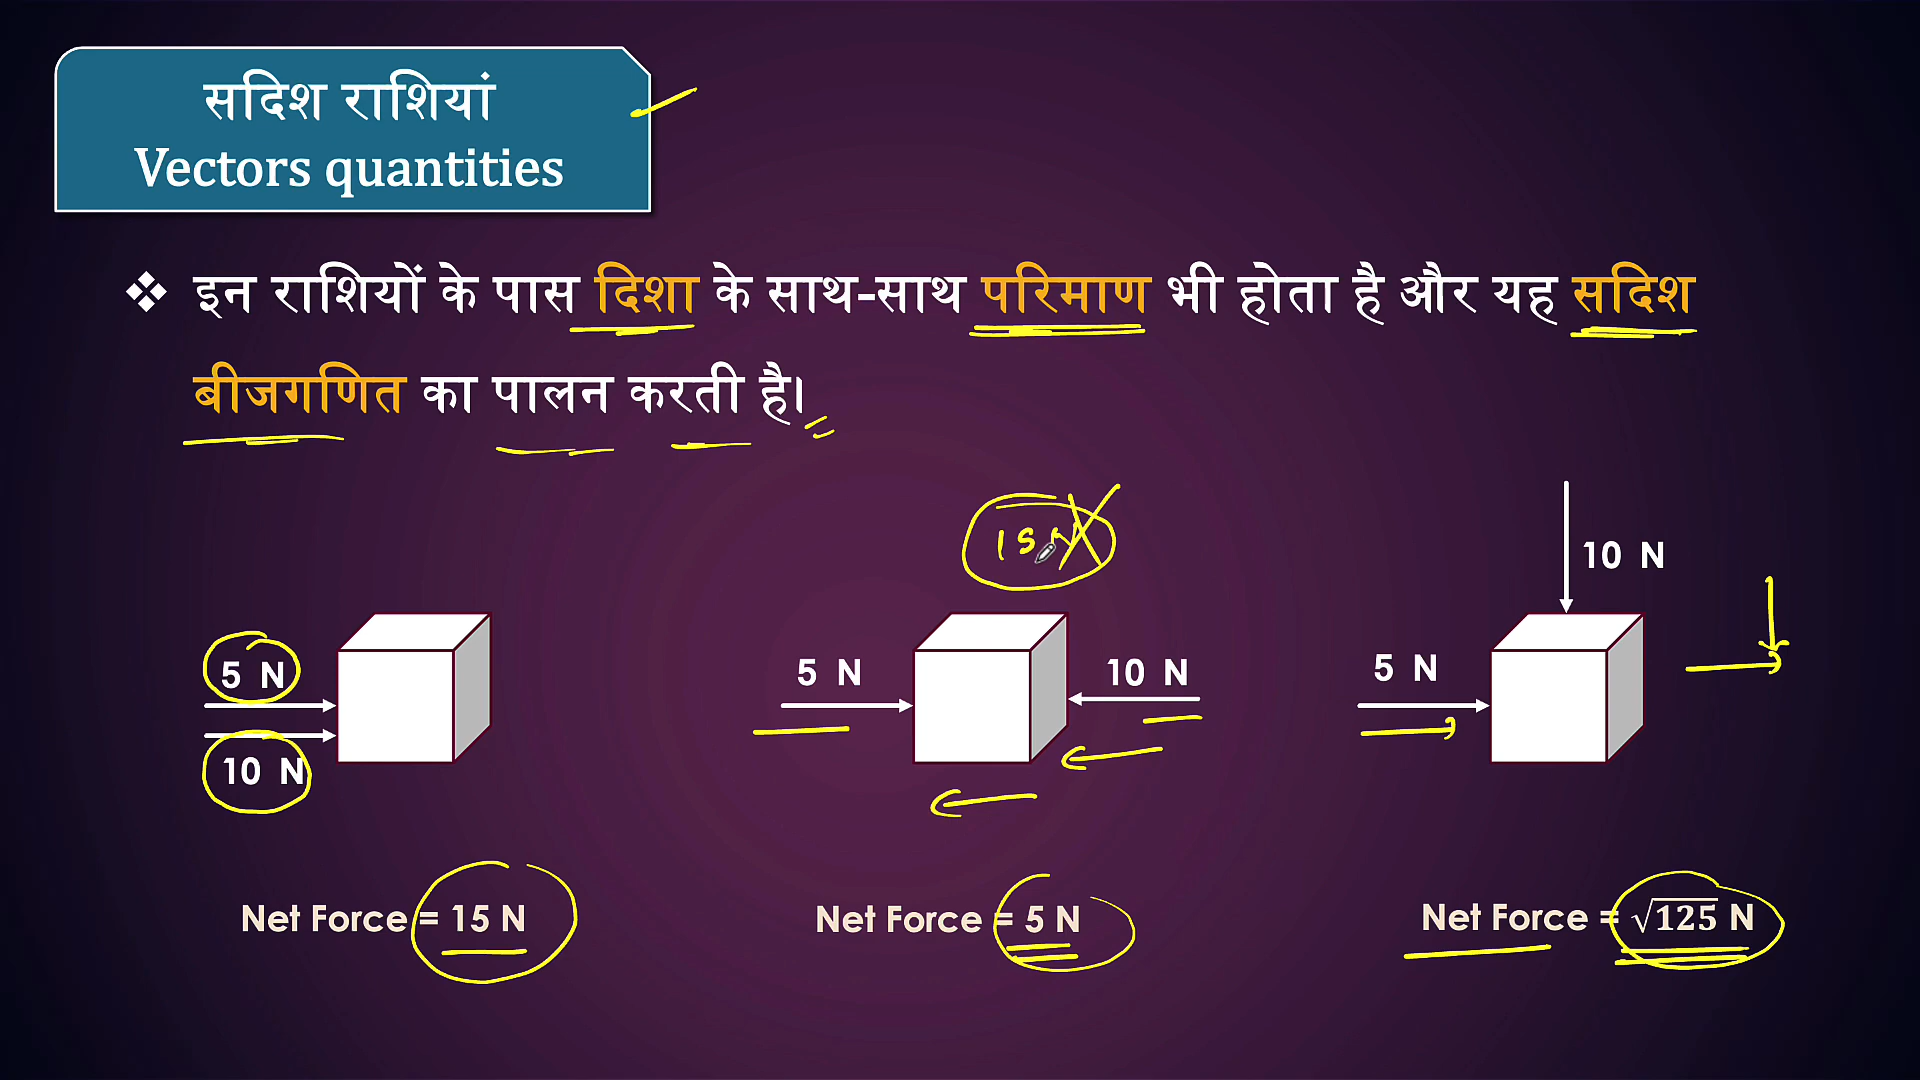 सदिश राशियां
Vectors quantities
❖ इन राशियों के पास दिशा के साथ-साथ परिमाण भी होता है और यह सदिश
बीजगणित का पालन करती है।
15 N
10 N
5 N
5 N
10 N
5 N
10 N
Net Force = 15 N
Net Force = 5 N
Net Force = √125 N